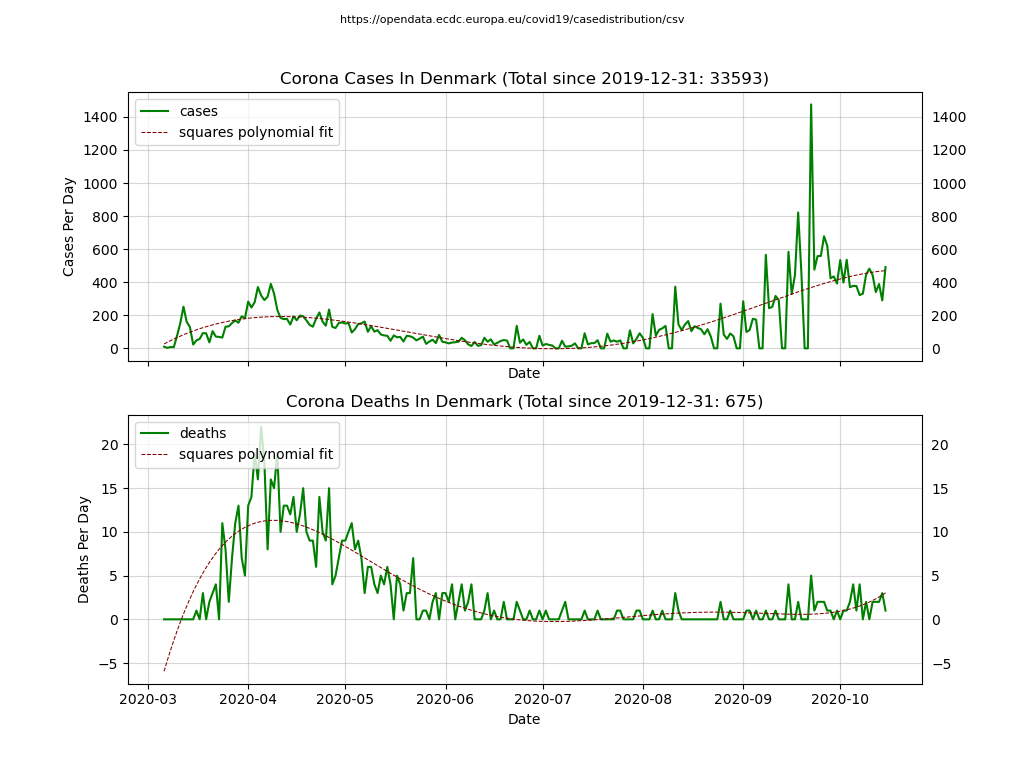 https://opendata.ecdc.europa.eu/covid19/casedistribution/csv
Corona Cases In Denmark (Total since 2019-12-31: 33593)
cases
squares polynomial fit
1400
1200
1000
800
600
400
200
0
Cases Per Day
1400
1200
1000
800
600
400
200
0
Date
Corona Deaths In Denmark (Total since 2019-12-31: 675)
deaths
squares polynomial fit
20
15
10
5
0
−5
Deaths Per Day
20
15
10
5
0
−5
2020-03 2020-04 2020-05 2020-06 2020-07 2020-08 2020-09 2020-10
Date